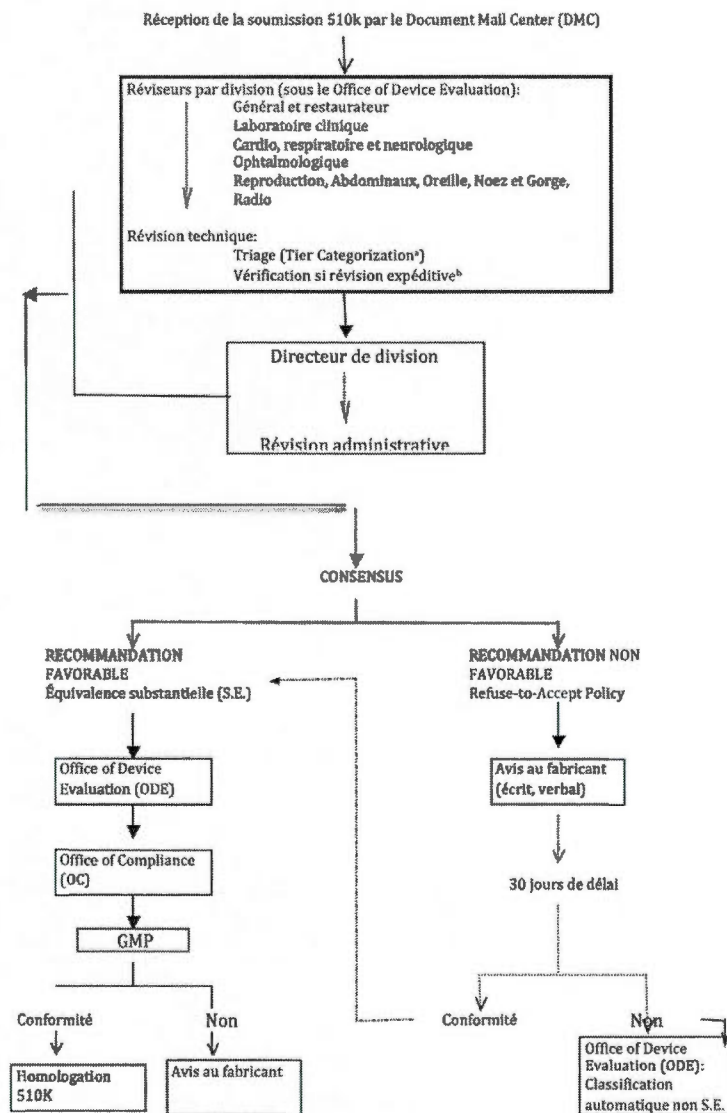 Réception de la soumission 510k par le Document Mail Center (DMC)
Réviseurs par division (sous le Office of Device Evaluation):
Général et restaurateur
Laboratoire clinique
Cardio, respiratoire et neurologique
Ophtalmologique
Reproduction, Abdominaux, Oreille, Noez et Gorge,
Radio
Révision technique:
Triage (Tier Categorizationᵃ)
Vérification si révision expéditiveᵇ
Directeur de division
Révision administrative
CONSENSUS
RECOMMANDATION
FAVORABLE
Équivalence substantielle (S.E.)
RECOMMANDATION NON
FAVORABLE
Refuse-to-Accept Policy
Office of Device
Evaluation (ODE)
Avis au fabricant
(écrit, verbal)
Office of Compliance
(OC)
30 jours de délai
GMP
Conformité
Non
Conformité
Non
Homologation
510K
Avis au fabricant
Office of Device
Evaluation (ODE):
Classification
automatique non S.E.